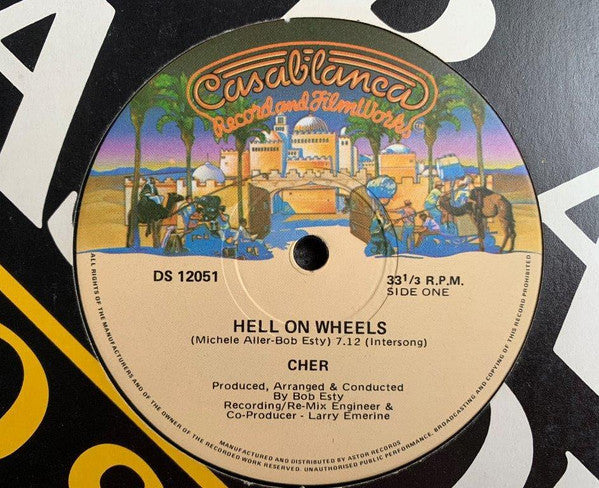 Casablanca
Record and FilmWorks
DS 12051
33 1/3 R.P.M.
SIDE ONE
HELL ON WHEELS
(Michele Aller-Bob Esty) 7.12 (Intersong)
CHER
Produced, Arranged & Conducted
By Bob Esty
Recording/Re-Mix Engineer &
Co-Producer - Larry Emerine
MANUFACTURED AND DISTRIBUTED BY ASTOR RECORDS
ALL RIGHTS OF THE MANUFACTURERS AND OF THE OWNER OF THE RECORDED WORK RESERVED. UNAUTHORISED PUBLIC PERFORMANCE, BROADCASTING AND COPYING OF THIS RECORD PROHIBITED